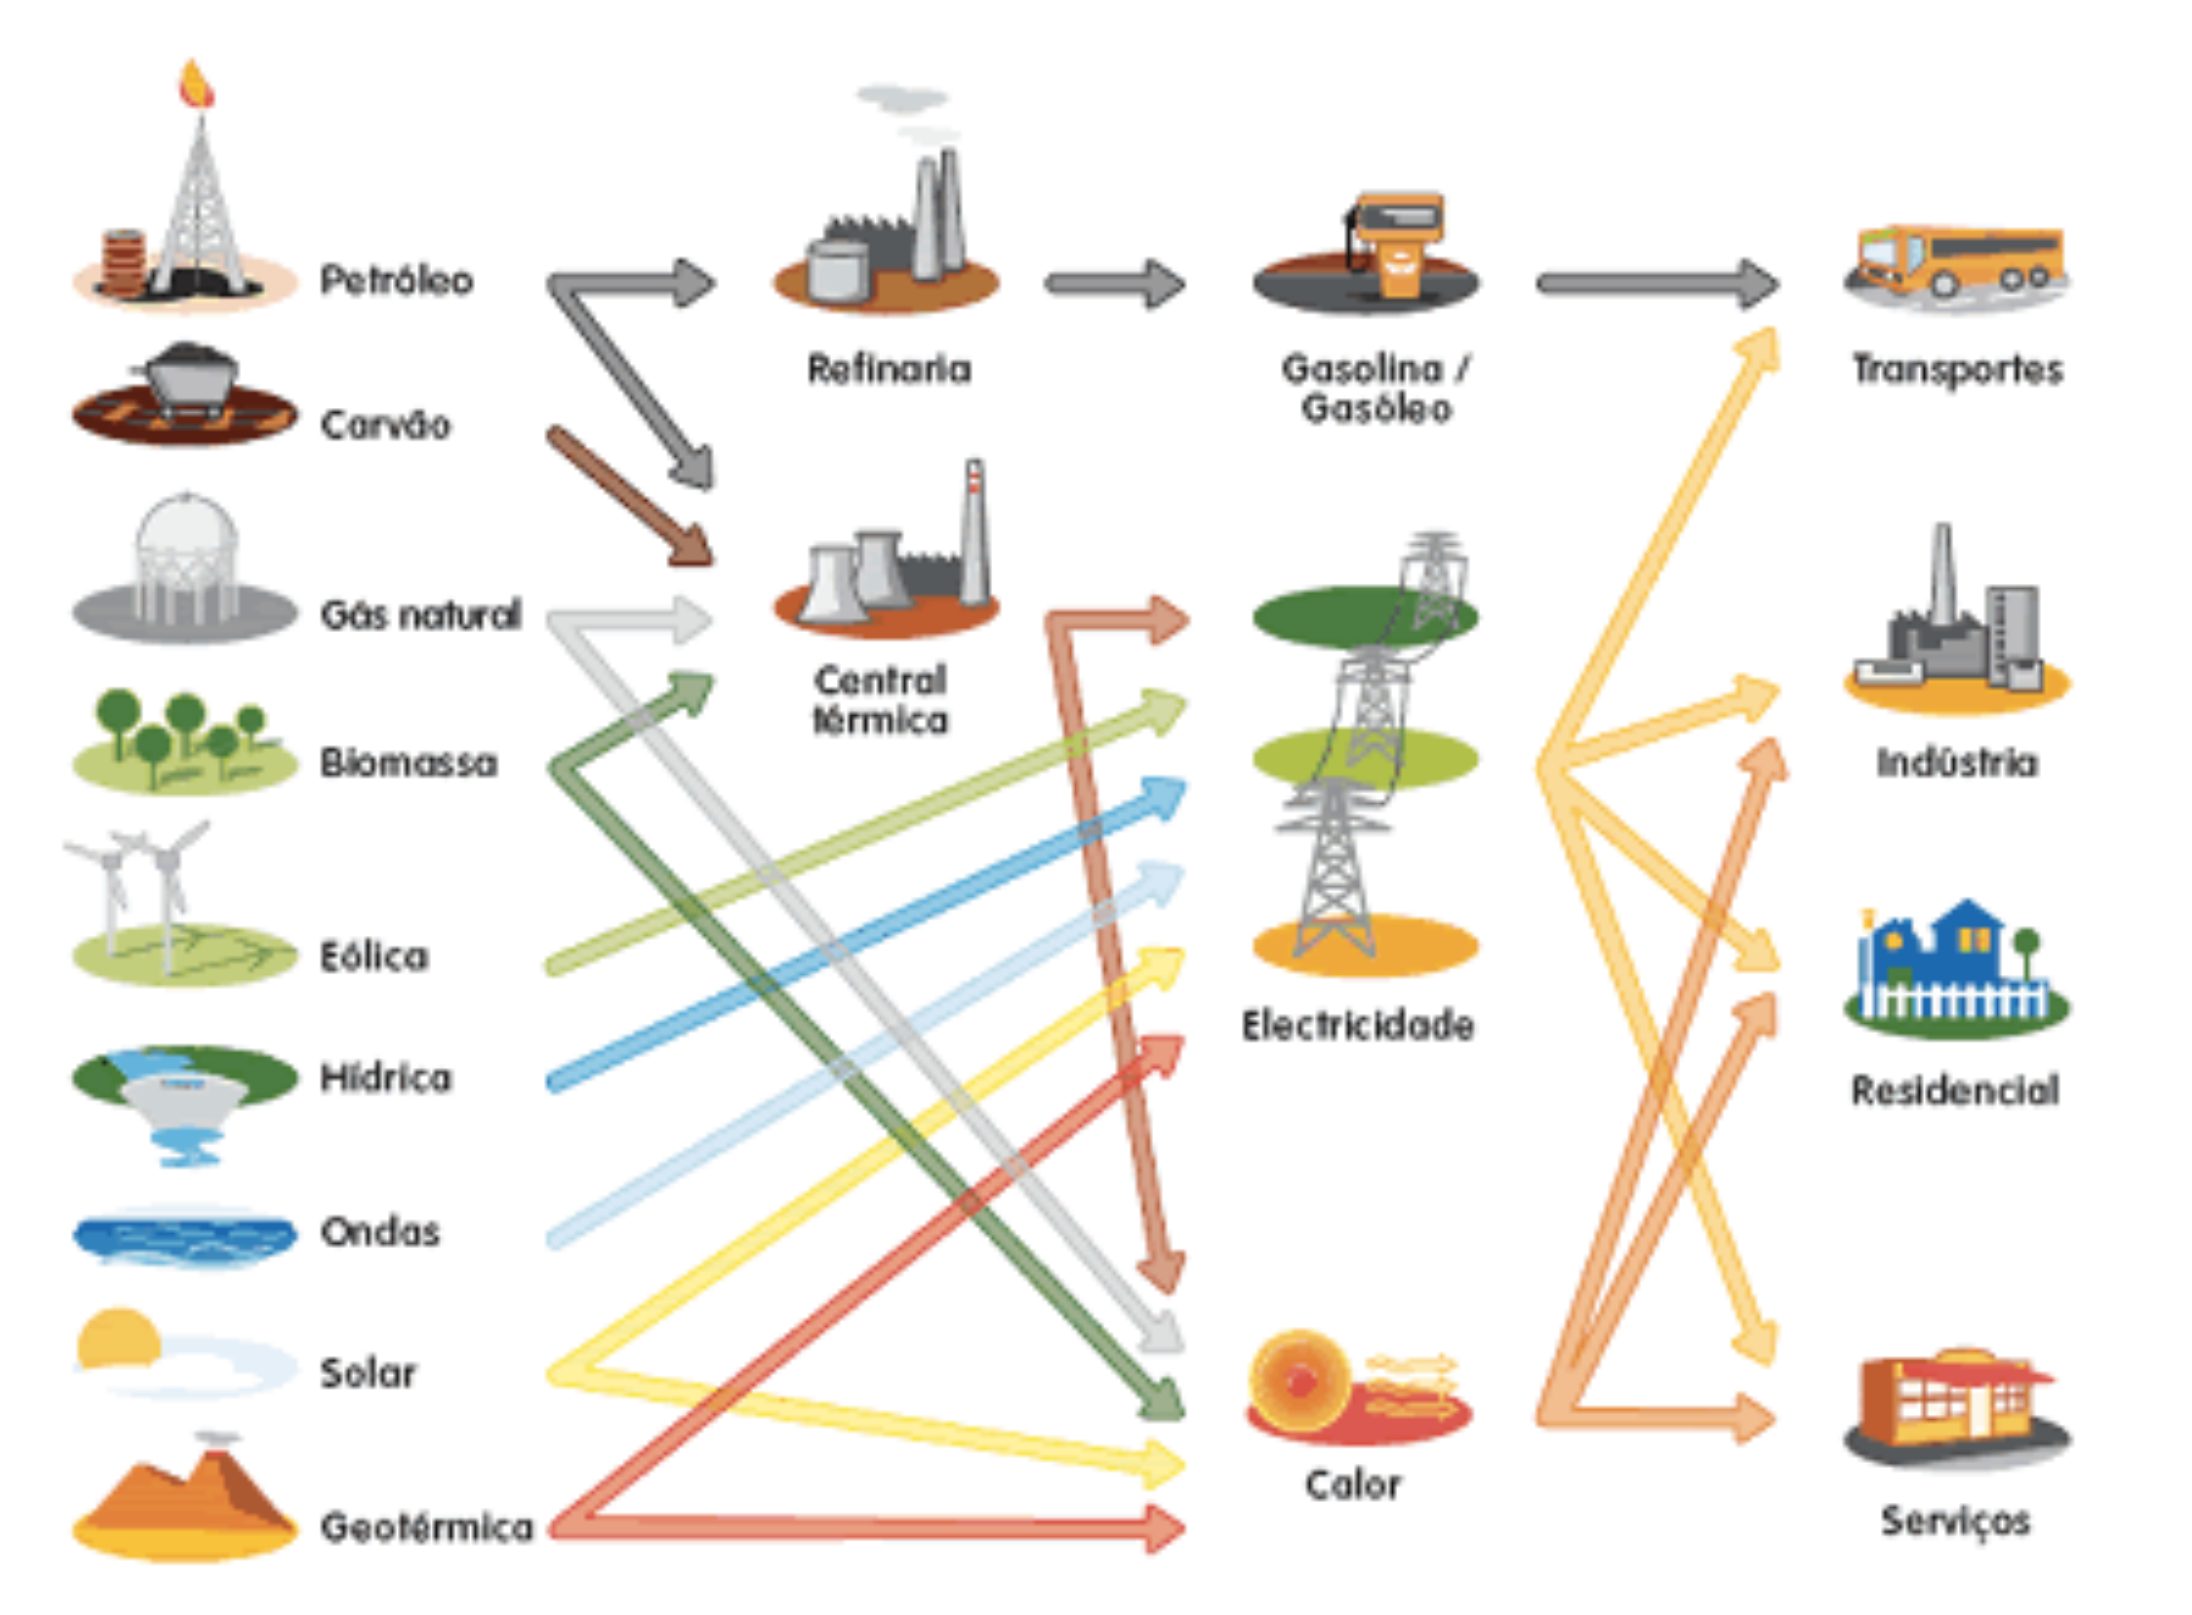 Petróleo
Carvão
Gás natural
Biomassa
Eólica
Hídrica
Ondas
Solar
Geotérmica
Refinaria
Central
térmica
Gasolina /
Gasóleo
Electricidade
Calor
Transportes
Indústria
Residencial
Serviços